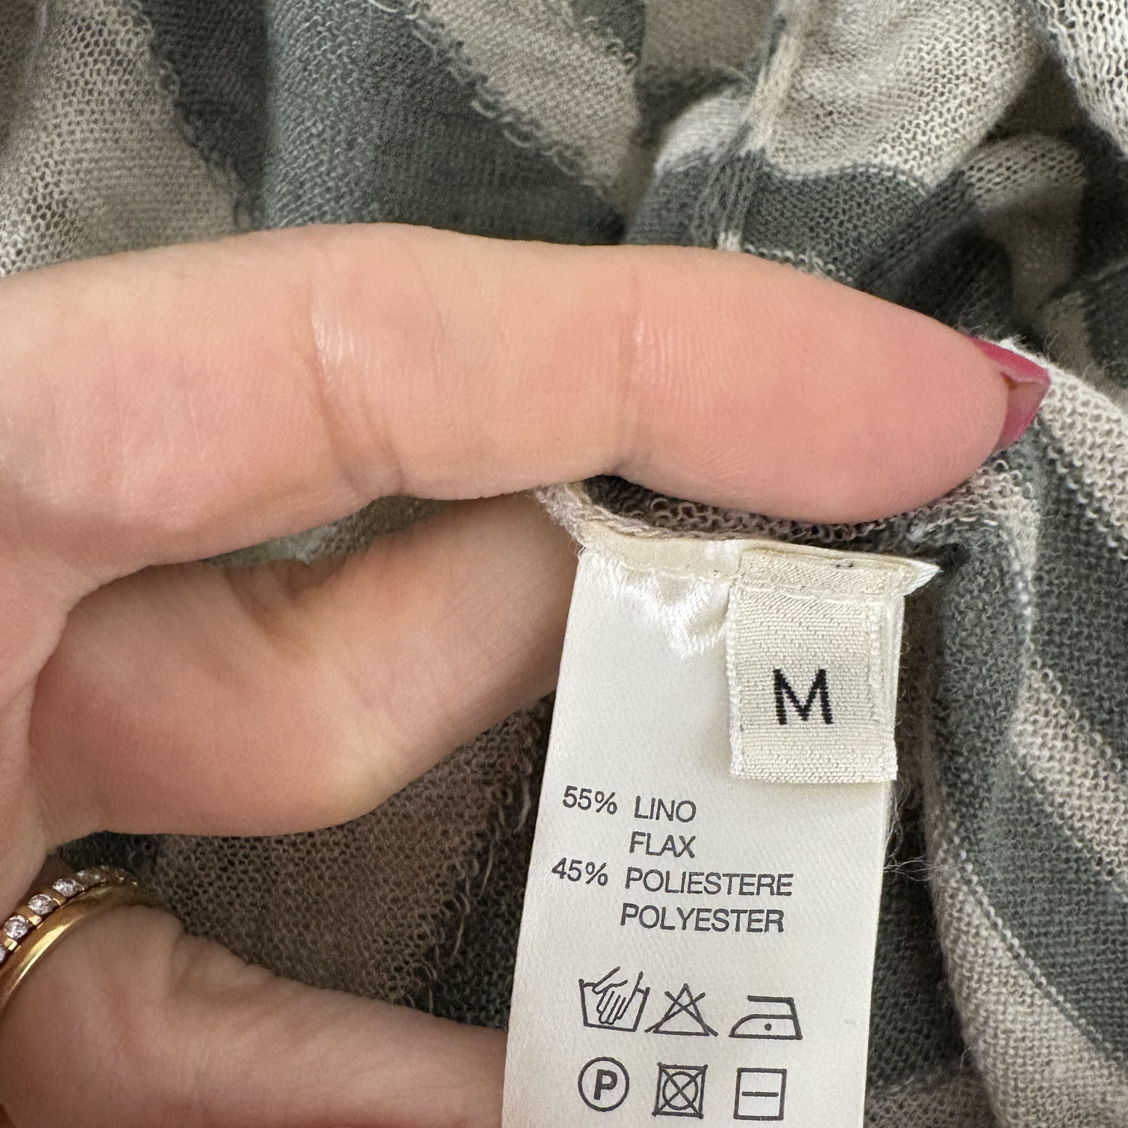 M
55% LINO
FLAX
45% POLIESTERE
POLYESTER
P